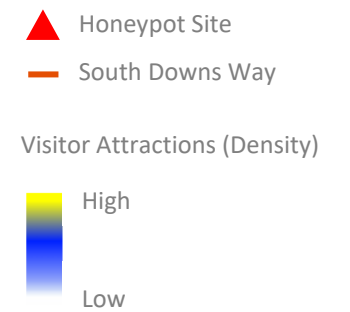 Honeypot Site
South Downs Way
Visitor Attractions (Density)
High
Low